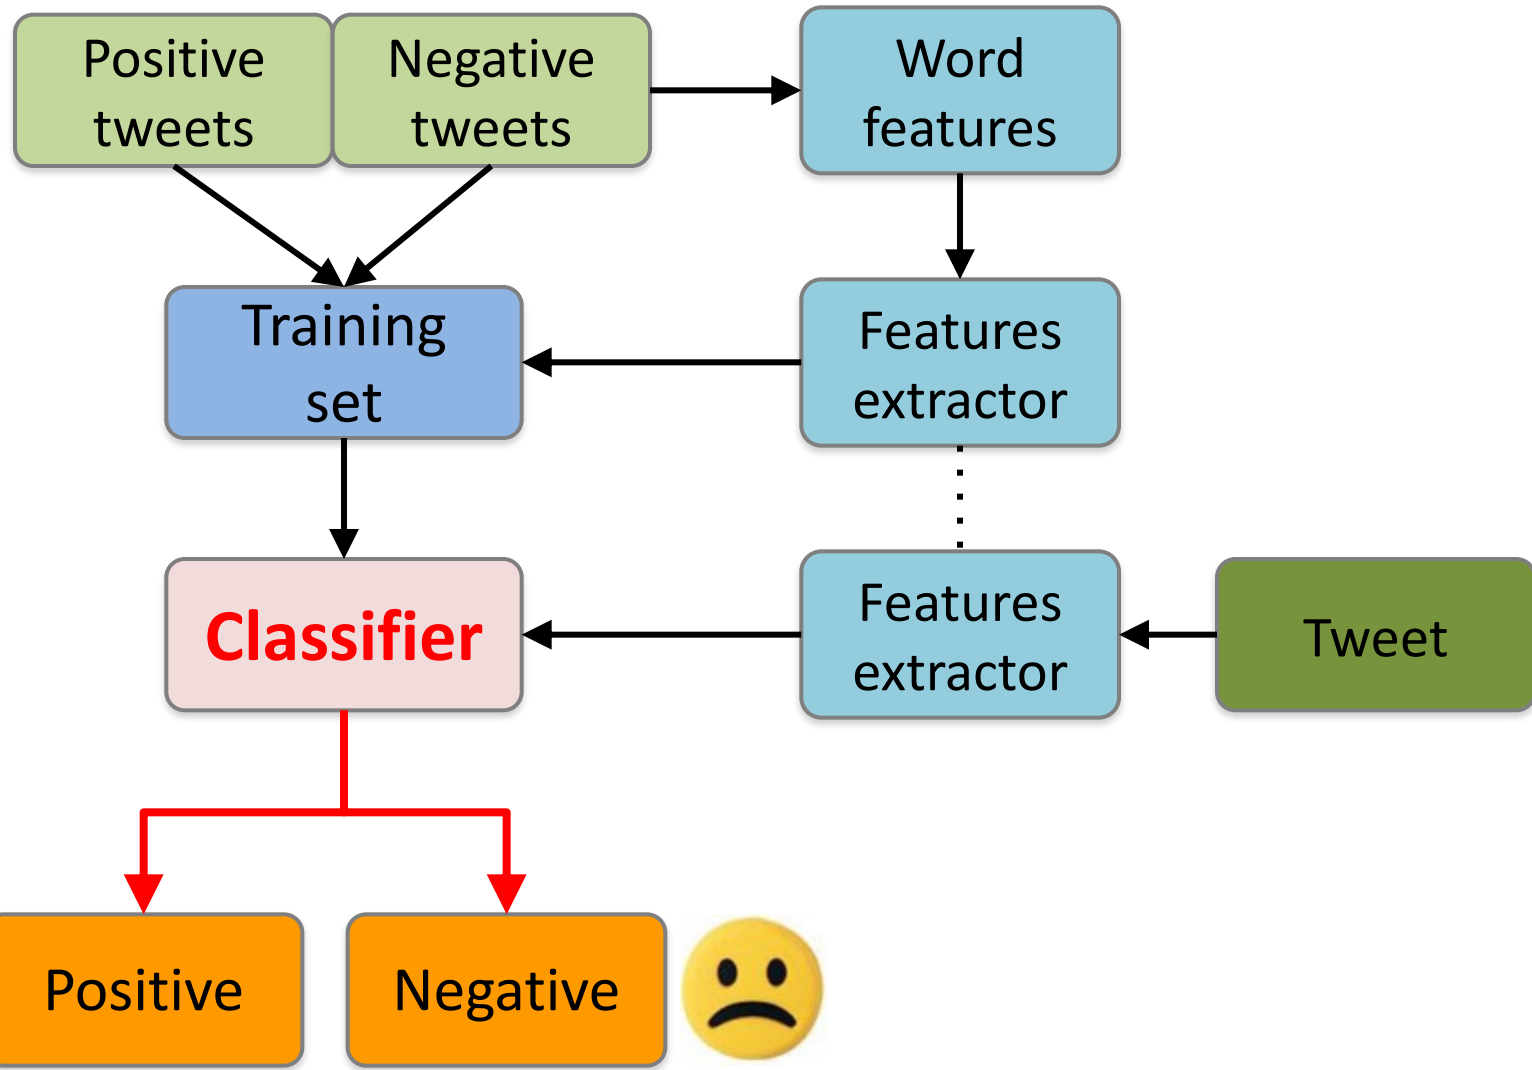 Positive
tweets
Negative
tweets
Word
features
Training
set
Features
extractor
Classifier
Features
extractor
Tweet
Positive
Negative